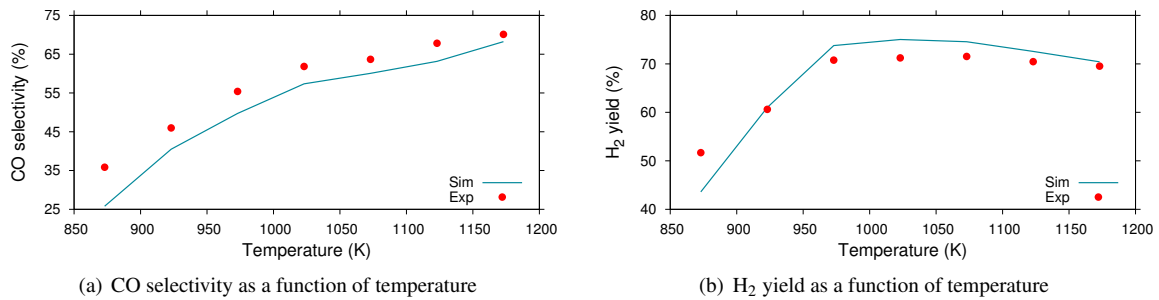 CO selectivity (%)
75
65
55
45
35
25
850 900 950 1000 1050 1100 1150 1200
Temperature (K)
Sim
Exp
(a) CO selectivity as a function of temperature
H2 yield (%)
80
70
60
50
40
850 900 950 1000 1050 1100 1150 1200
Temperature (K)
Sim
Exp
(b) H2 yield as a function of temperature